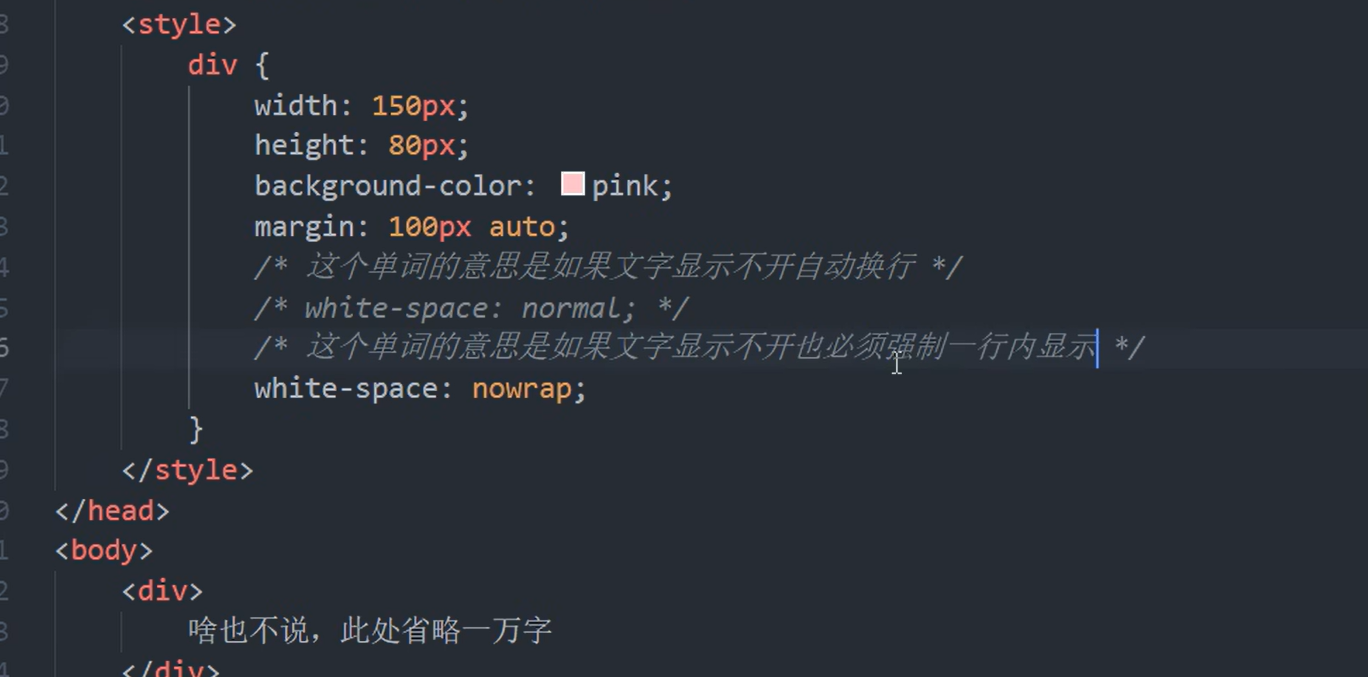 8 <style>
9 div {
0 width: 150px;
1 height: 80px;
2 background-color: pink;
3 margin: 100px auto;
4 /* 这个单词的意思是如果文字显示不开自动换行 */
5 /* white-space: normal; */
6 /* 这个单词的意思是如果文字显示不开也必须强制一行内显示 */
7 white-space: nowrap;
8 }
9 </style>
0 </head>
1 <body>
2 <div>
3 啥也不说，此处省略一万字
4 </div>